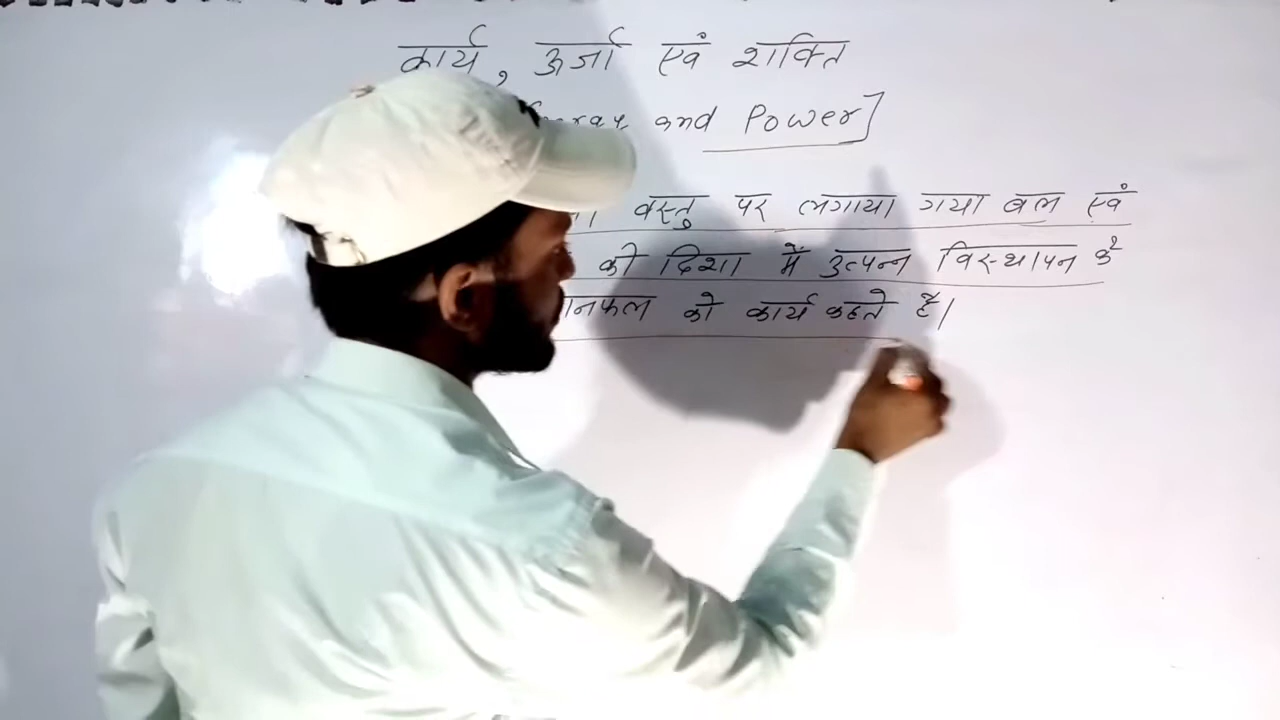 कार्य, ऊर्जा एवं शक्ति
and Power]
वस्तु पर लगाया गया बल एवं
की दिशा में उत्पन्न विस्थापन के
को कार्य कहते हैं।